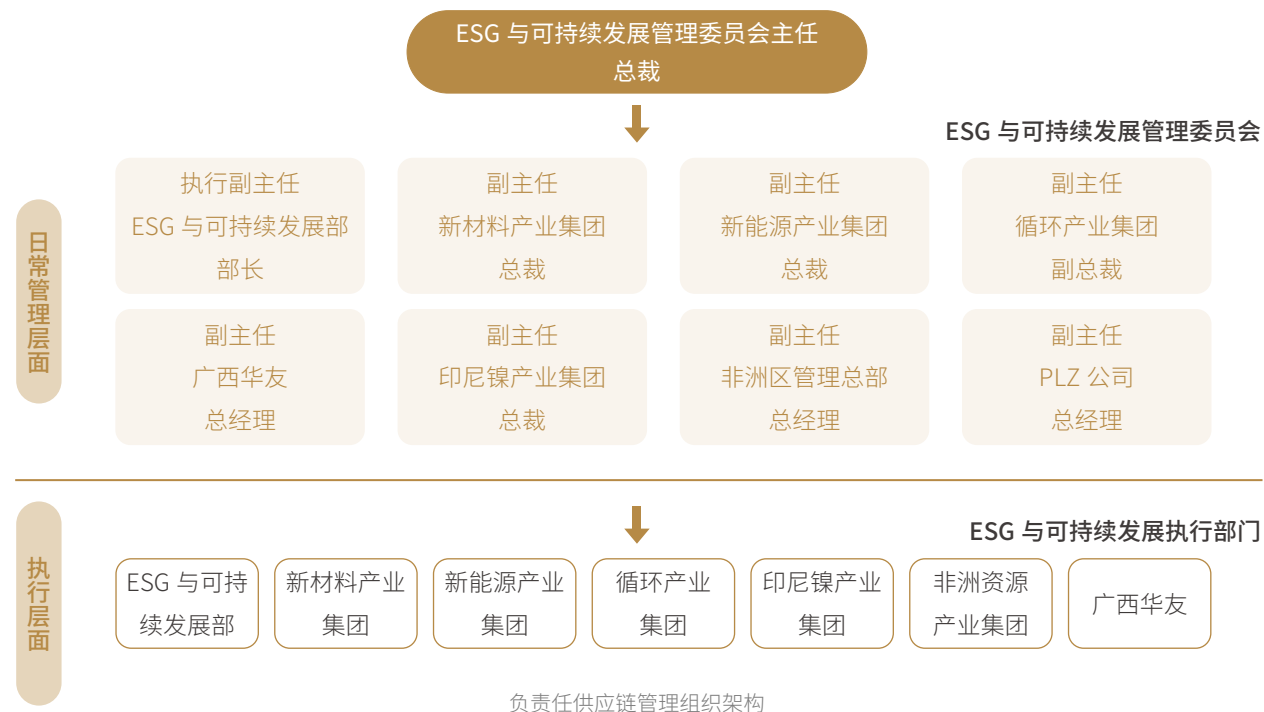 ESG 与可持续发展管理委员会主任
总裁
ESG 与可持续发展管理委员会
日常管理层面
执行副主任
ESG 与可持续发展部
部长
副主任
新材料产业集团
总裁
副主任
新能源产业集团
总裁
副主任
循环产业集团
副总裁
副主任
广西华友
总经理
副主任
印尼镍产业集团
总裁
副主任
非洲区管理总部
总经理
副主任
PLZ 公司
总经理
执行层面
ESG 与可持续发展执行部门
ESG 与可持
续发展部
新材料产业
集团
新能源产业
集团
循环产业
集团
印尼镍产业
集团
非洲资源
产业集团
广西华友
负责任供应链管理组织架构